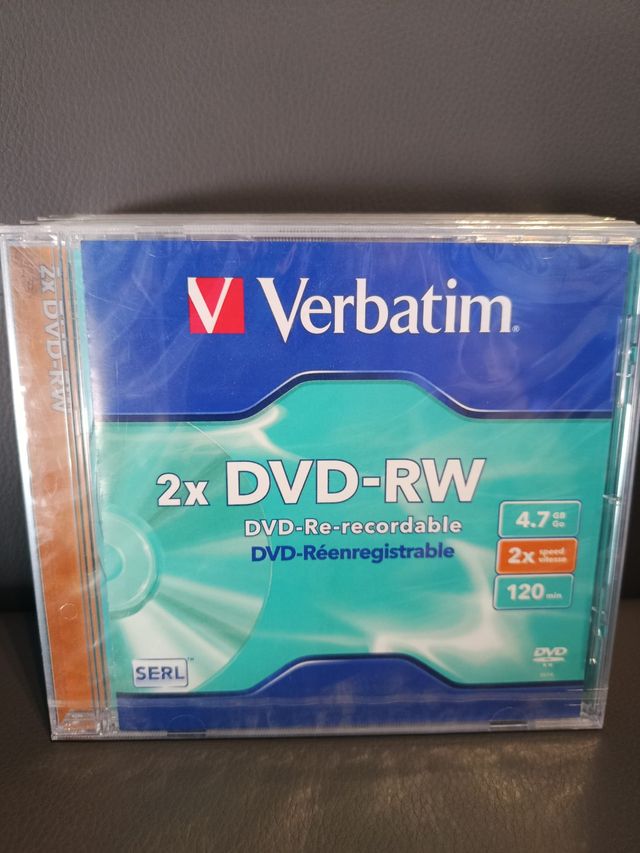 2x DVD-RW
Verbatim®
2x DVD-RW
DVD-Re-recordable
DVD-Réenregistrable
4.7 GB
Go
2x speed
vitesse
120 min.
SERL™
DVD
R W